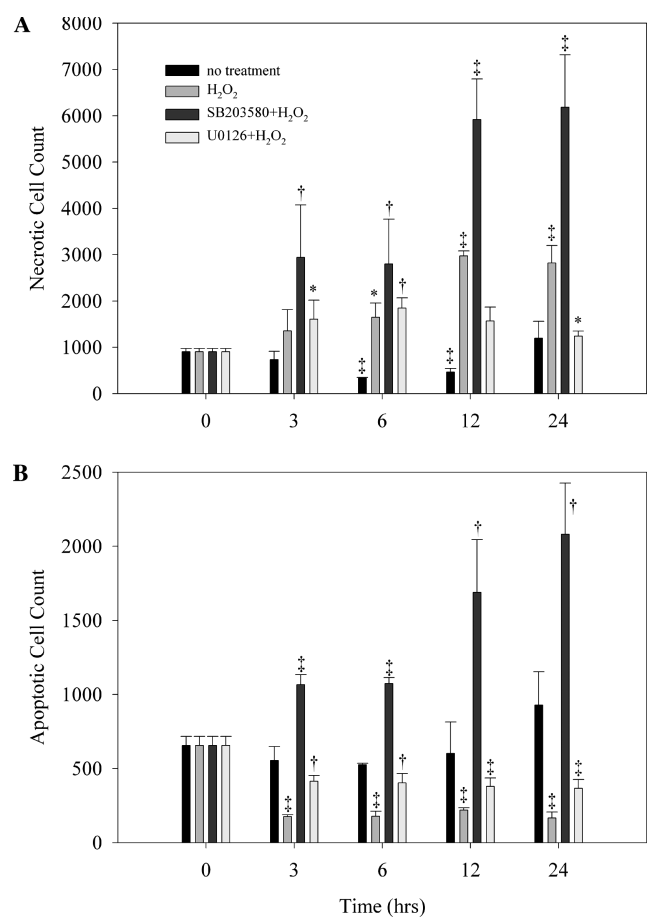 A
8000
7000
6000
5000
4000
3000
2000
1000
0
Necrotic Cell Count
no treatment
H₂O₂
SB203580+H₂O₂
U0126+H₂O₂
† * ‡ * † † ‡ ‡ ‡ ‡ ‡ *
0 3 6 12 24
B
2500
2000
1500
1000
500
0
Apoptotic Cell Count
‡ ‡ † ‡ ‡ † ‡ † ‡ ‡ † ‡
0 3 6 12 24
Time (hrs)